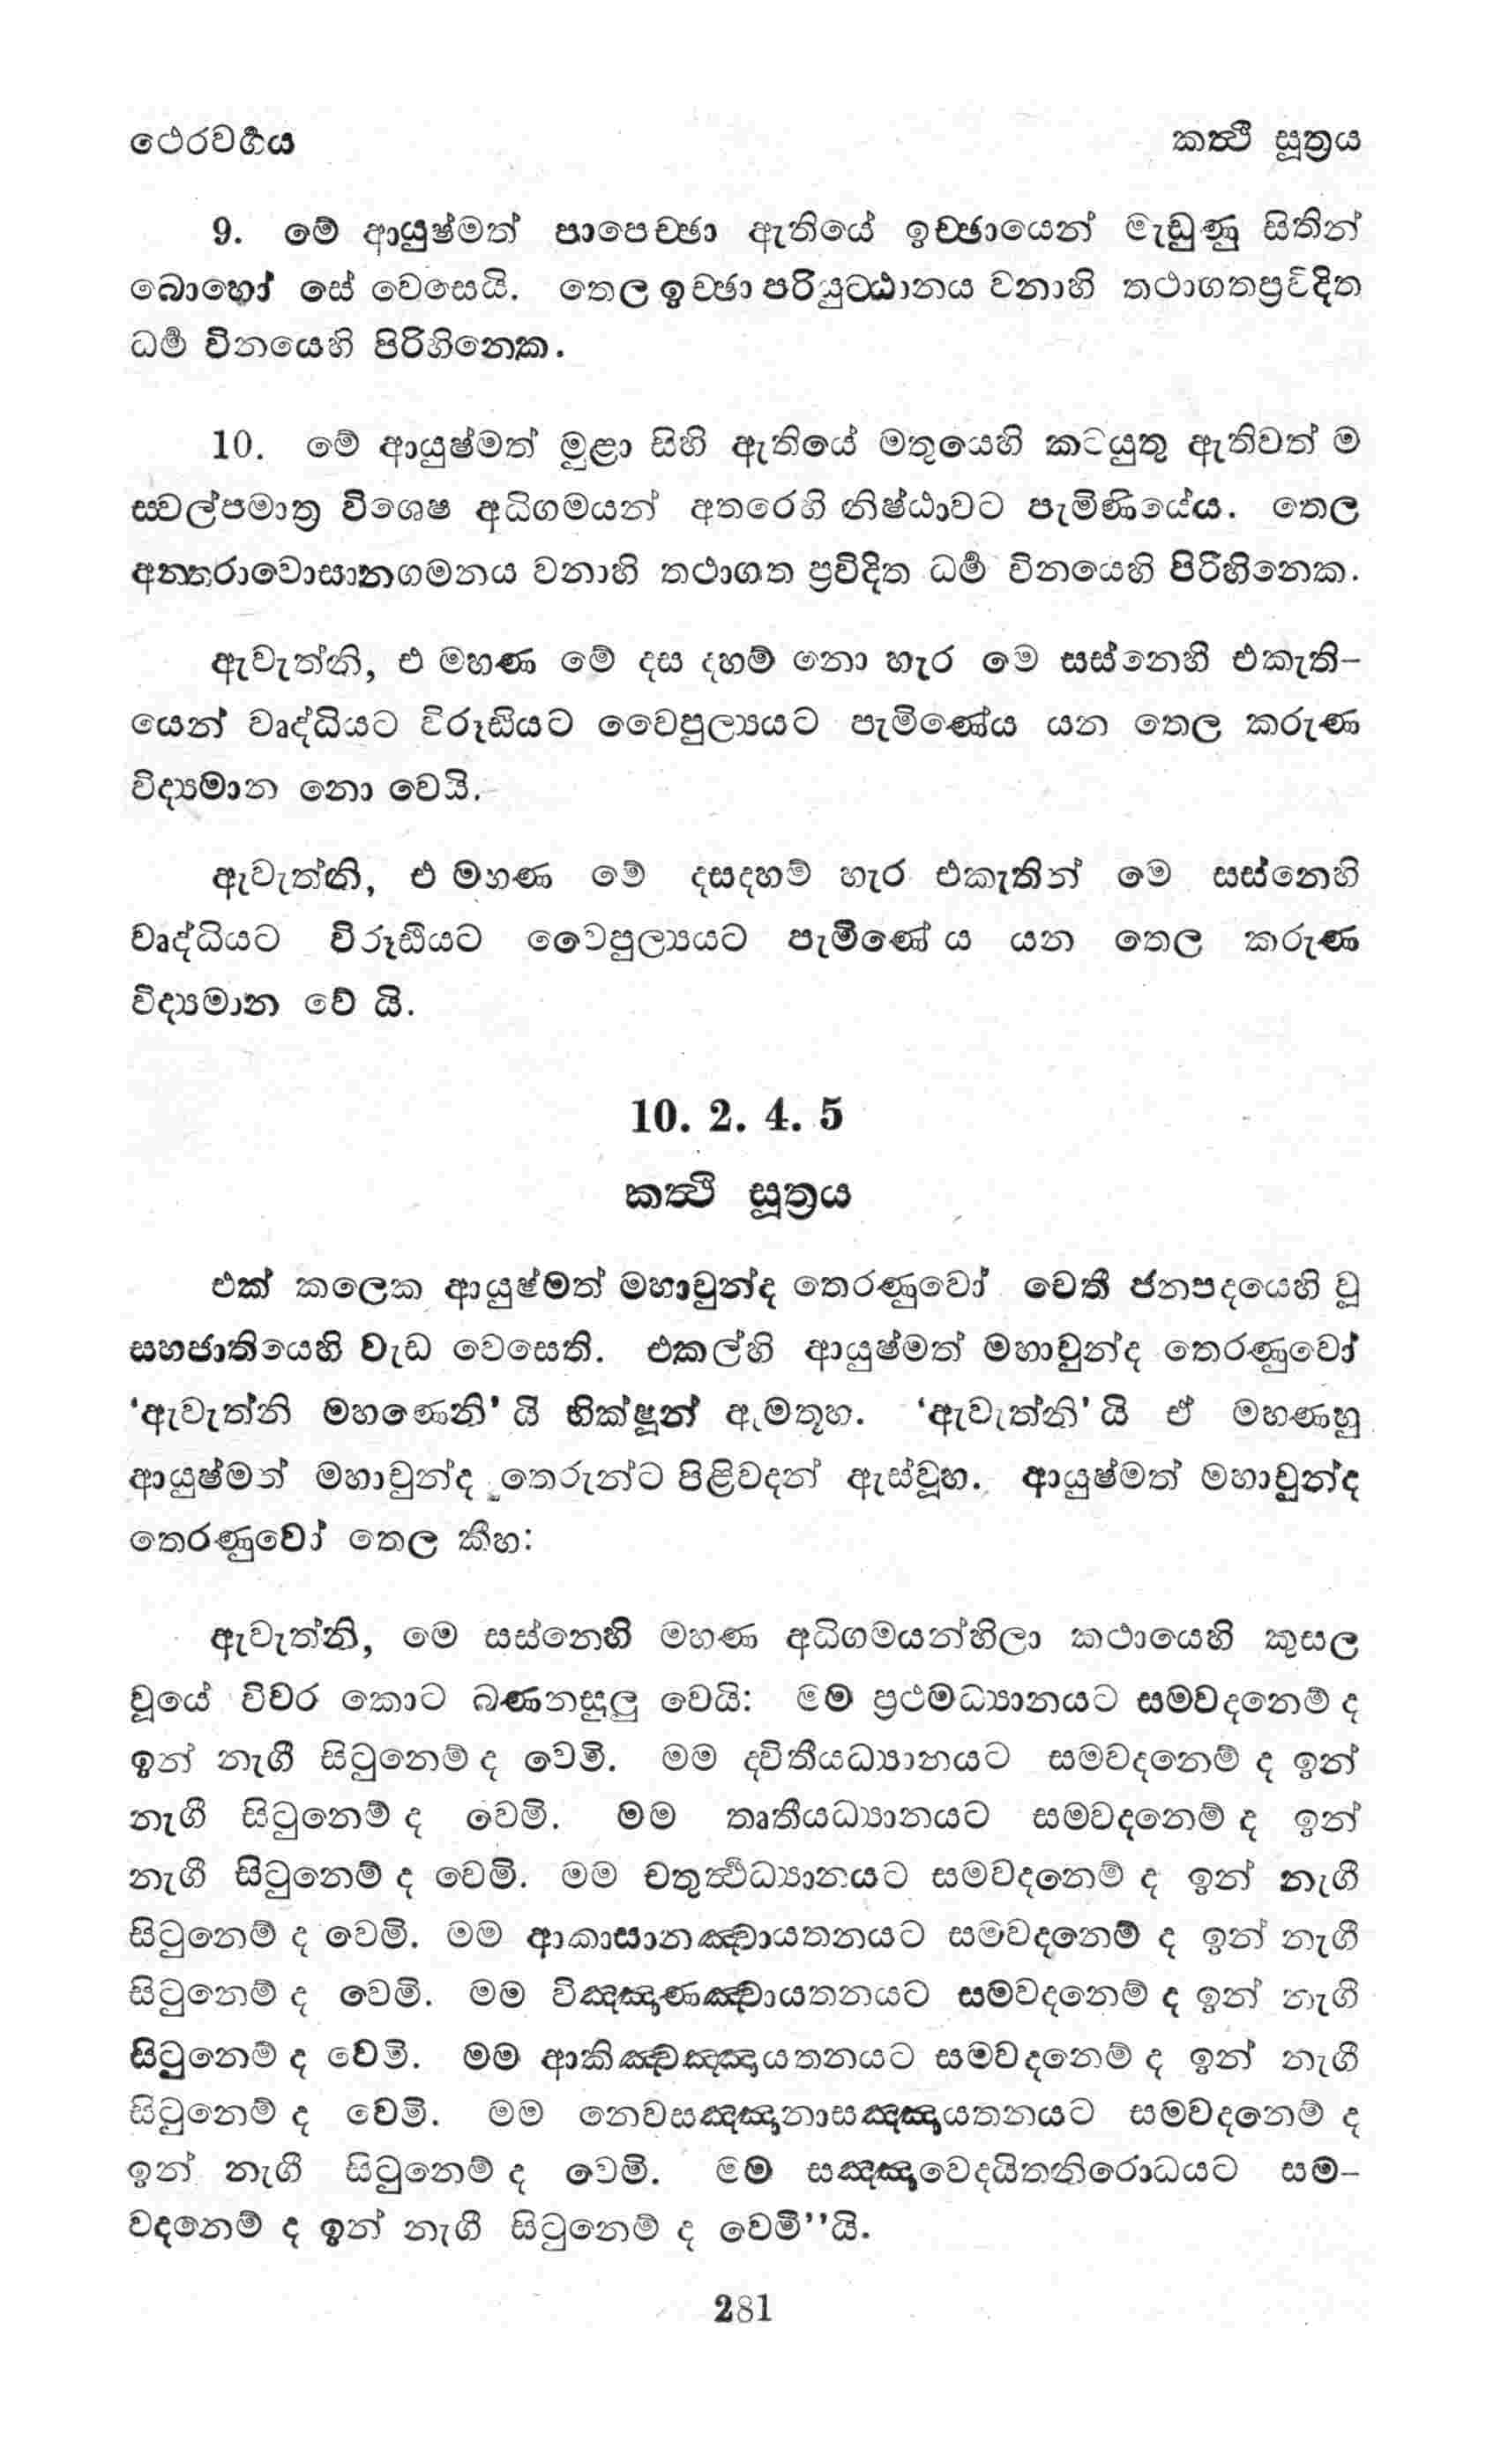 ථෙරවර්‍ගය කත්‍ථි සූත්‍රය
9. මේ ආයුෂ්මත් පාපෙච්ඡා ඇතියේ ඉච්ඡායෙන් මැඩුණු සිතින්
බොහෝ සේ වෙසෙයි. තෙල ඉච්ඡා පරියුට්ඨානය වනාහි තථාගතප්‍රවිදිත
ධර්‍ම විනයෙහි පිරිහිනෙක.
10. මේ ආයුෂ්මත් මුළා සිහි ඇතියේ මතුයෙහි කටයුතු ඇතිවත් ම
ස්වල්පමාත්‍ර විශෙෂ අධිගමයන් අතරෙහි නිෂ්ඨාවට පැමිණියේය. තෙල
අන්තරාවොසානගමනය වනාහි තථාගත ප්‍රවිදිත ධර්‍ම විනයෙහි පිරිහිනෙක.
ඇවැත්නි, එ මහණ මේ දස දහම් නො හැර මෙ සස්නෙහි එකැති-
යෙන් වෘද්ධියට විරූඪියට වෛපුල්‍යයට පැමිණේය යන තෙල කරුණ
විද්‍යමාන නො වෙයි.
ඇවැත්නි, එ මහණ මේ දසදහම් හැර එකැතින් මෙ සස්නෙහි
වෘද්ධියට විරූඪියට වෛපුල්‍යයට පැමිණේ ය යන තෙල කරුණ
විද්‍යමාන වේ යි.
10. 2. 4. 5
කත්‍ථි සූත්‍රය
එක් කලෙක ආයුෂ්මත් මහාචුන්ද තෙරණුවෝ චෙති ජනපදයෙහි වූ
සහජාතියෙහි වැඩ වෙසෙති. එකල්හි ආයුෂ්මත් මහාචුන්ද තෙරණුවෝ
‘ඇවැත්නි මහණෙනි’ යි භික්ෂූන් ඇමතූහ. ‘ඇවැත්නි’ යි ඒ මහණහු
ආයුෂ්මත් මහාචුන්ද තෙරුන්ට පිළිවදන් ඇස්වූහ. ආයුෂ්මත් මහාචුන්ද
තෙරණුවෝ තෙල කීහ:
ඇවැත්නි, මෙ සස්නෙහි මහණ අධිගමයන්හිලා කථායෙහි කුසල
වූයේ විවර කොට බණනසුලු වෙයි: මම ප්‍රථමධ්‍යානයට සමවදනෙම් ද
ඉන් නැගී සිටුනෙම් ද වෙමි. මම ද්විතීයධ්‍යානයට සමවදනෙම් ද ඉන්
නැගී සිටුනෙම් ද වෙමි. මම තෘතීයධ්‍යානයට සමවදනෙම් ද ඉන්
නැගී සිටුනෙම් ද වෙමි. මම චතුර්‍ථධ්‍යානයට සමවදනෙම් ද ඉන් නැගී
සිටුනෙම් ද වෙමි. මම ආකාසානඤ්චායතනයට සමවදනෙම් ද ඉන් නැගී
සිටුනෙම් ද වෙමි. මම විඤ්ඤාණඤ්චායතනයට සමවදනෙම් ද ඉන් නැගී
සිටුනෙම් ද වෙමි. මම ආකිඤ්චඤ්ඤායතනයට සමවදනෙම් ද ඉන් නැගී
සිටුනෙම් ද වෙමි. මම නෙවසඤ්ඤානාසඤ්ඤායතනයට සමවදනෙම් ද
ඉන් නැගී සිටුනෙම් ද වෙමි. මම සඤ්ඤාවෙදයිතනිරොධයට සම-
වදනෙම් ද ඉන් නැගී සිටුනෙම් ද වෙමි’’යි.
281